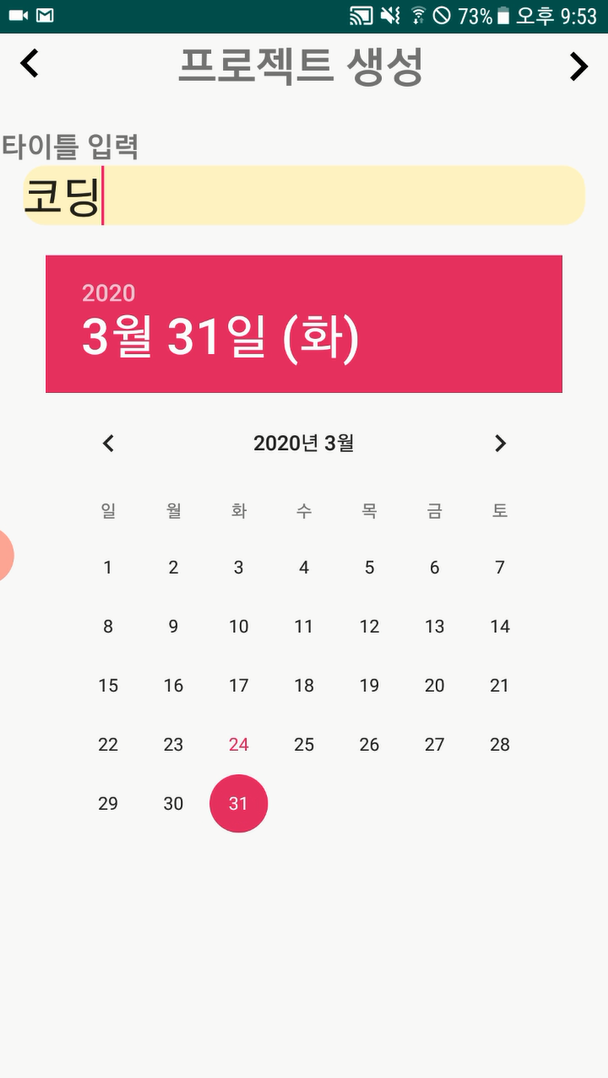 73% 오후 9:53
프로젝트 생성
타이틀 입력
코딩
2020
3월 31일 (화)
2020년 3월
일 월 화 수 목 금 토
1 2 3 4 5 6 7
8 9 10 11 12 13 14
15 16 17 18 19 20 21
22 23 24 25 26 27 28
29 30 31